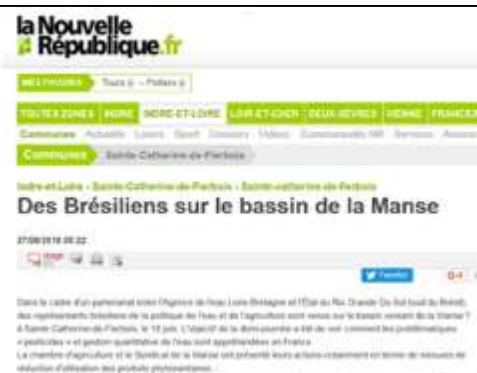 la Nouvelle
République.fr
MES FAVORIS Tours - Poitiers
TOUTES ZONES INDRE INDRE-ET-LOIRE LOIR-ET-CHER DEUX-SÈVRES VIENNE FRANCE
Communes Actualité Loisirs Sport Dossiers Vidéos Communautés NR Services
Communes Sainte-Catherine-de-Fierbois
Indre-et-Loire - Sainte-Catherine-de-Fierbois - Sainte-catherine-de-fierbois
Des Brésiliens sur le bassin de la Manse
27/06/2016 05:22
Tweeter G+1
Dans le cadre d'un partenariat entre l'Agence de l'eau Loire-Bretagne et l'État du Rio Grande Do Sul (sud du Brésil),
des représentants brésiliens de la politique de l'eau et de l'agriculture sont venus sur le bassin versant de la Manse
à Sainte-Catherine-de-Fierbois, le 15 juin. L'objectif de la demi-journée a été de voir comment les problématiques
« pesticides » et gestion quantitative de l'eau sont appréhendées en France.
La chambre d'agriculture et le Syndicat de la Manse ont présenté leurs actions notamment en terme de mesures de
réduction d'utilisation des produits phytosanitaires.